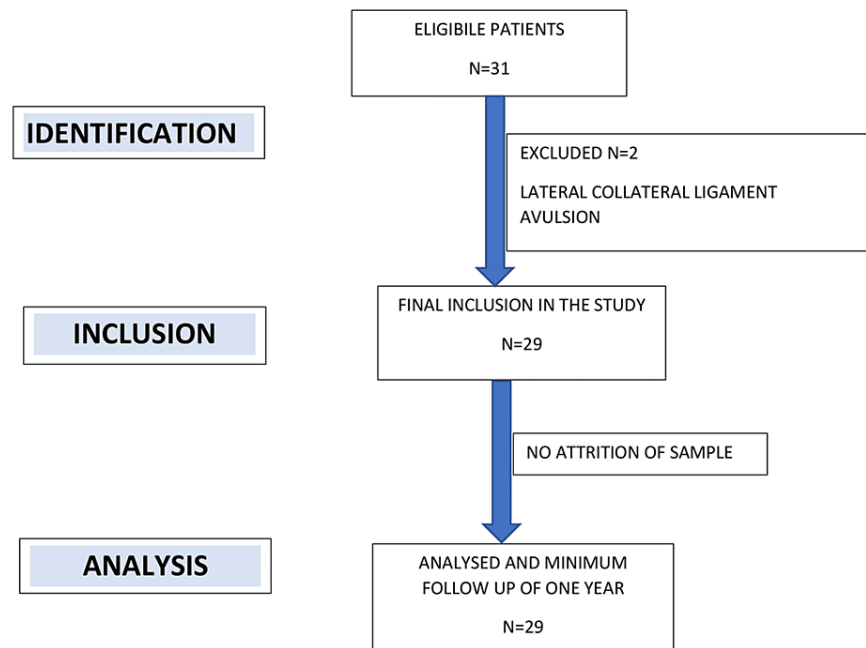 ELIGIBILE PATIENTS
N=31
IDENTIFICATION
EXCLUDED N=2
LATERAL COLLATERAL LIGAMENT
AVULSION
INCLUSION
FINAL INCLUSION IN THE STUDY
N=29
NO ATTRITION OF SAMPLE
ANALYSIS
ANALYSED AND MINIMUM
FOLLOW UP OF ONE YEAR
N=29